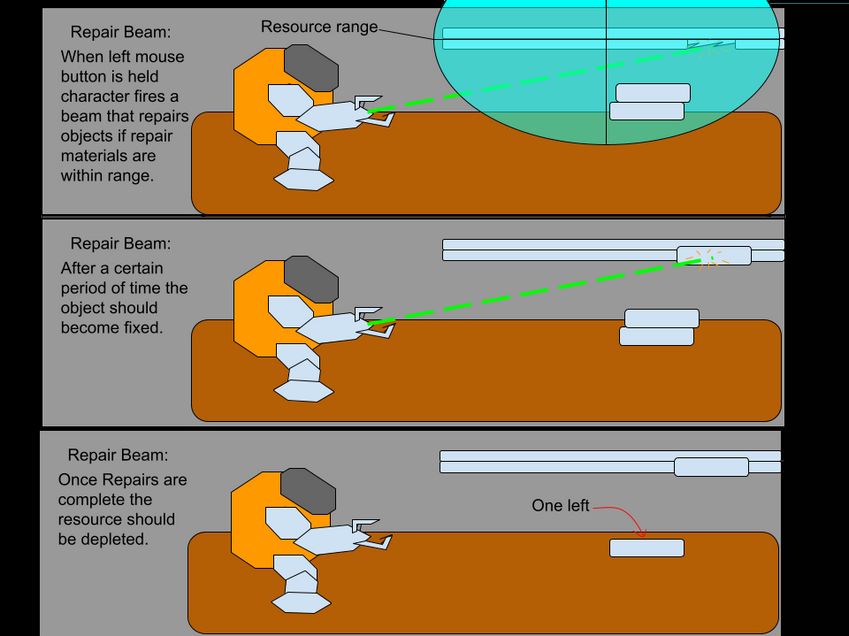 Repair Beam:
Resource range
When left mouse
button is held
character fires a
beam that repairs
objects if repair
materials are
within range.
Repair Beam:
After a certain
period of time the
object should
become fixed.
Repair Beam:
Once Repairs are
complete the
resource should
be depleted.
One left